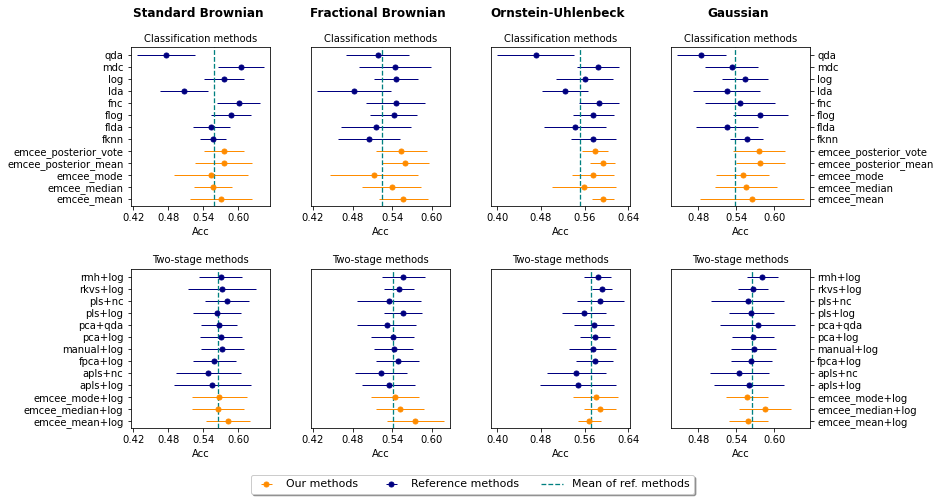 Standard Brownian Fractional Brownian Ornstein-Uhlenbeck Gaussian
Classification methods Classification methods Classification methods Classification methods
qda qda
mdc mdc
log log
lda lda
fnc fnc
flog flog
flda flda
fknn fknn
emcee_posterior_vote emcee_posterior_vote
emcee_posterior_mean emcee_posterior_mean
emcee_mode emcee_mode
emcee_median emcee_median
emcee_mean emcee_mean
0.42 0.48 0.54 0.60 0.42 0.48 0.54 0.60 0.40 0.48 0.56 0.64 0.48 0.54 0.60
Acc Acc Acc Acc
Two-stage methods Two-stage methods Two-stage methods Two-stage methods
rmh+log rmh+log
rkvs+log rkvs+log
pls+nc pls+nc
pls+log pls+log
pca+qda pca+qda
pca+log pca+log
manual+log manual+log
fpca+log fpca+log
apls+nc apls+nc
apls+log apls+log
emcee_mode+log emcee_mode+log
emcee_median+log emcee_median+log
emcee_mean+log emcee_mean+log
0.42 0.48 0.54 0.60 0.42 0.48 0.54 0.60 0.40 0.48 0.56 0.64 0.48 0.54 0.60
Acc Acc Acc Acc
Our methods Reference methods Mean of ref. methods